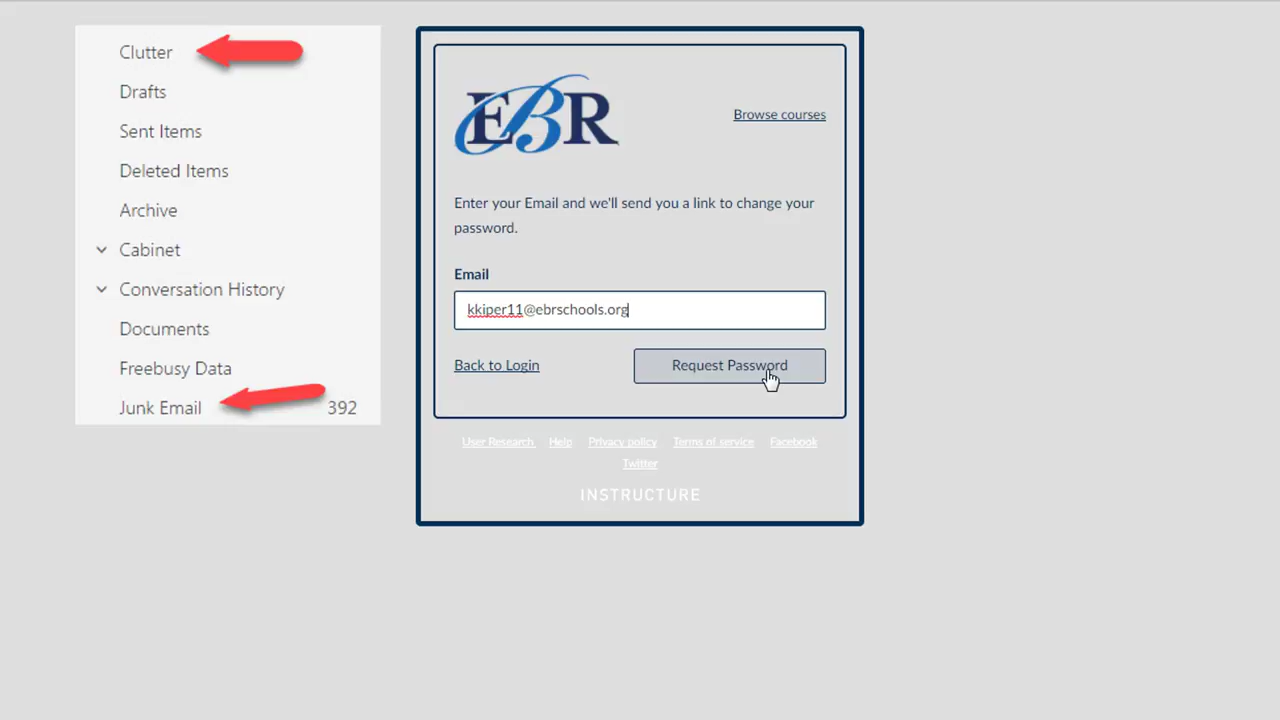 Clutter
Drafts
Sent Items
Deleted Items
Archive
Cabinet
Conversation History
Documents
Freebusy Data
Junk Email 392
EBR
Browse courses
Enter your Email and we'll send you a link to change your
password.
Email
kkiper11@ebrschools.org
Back to Login
Request Password
User Research Help Privacy policy Terms of service Facebook
Twitter
INSTRUCTURE